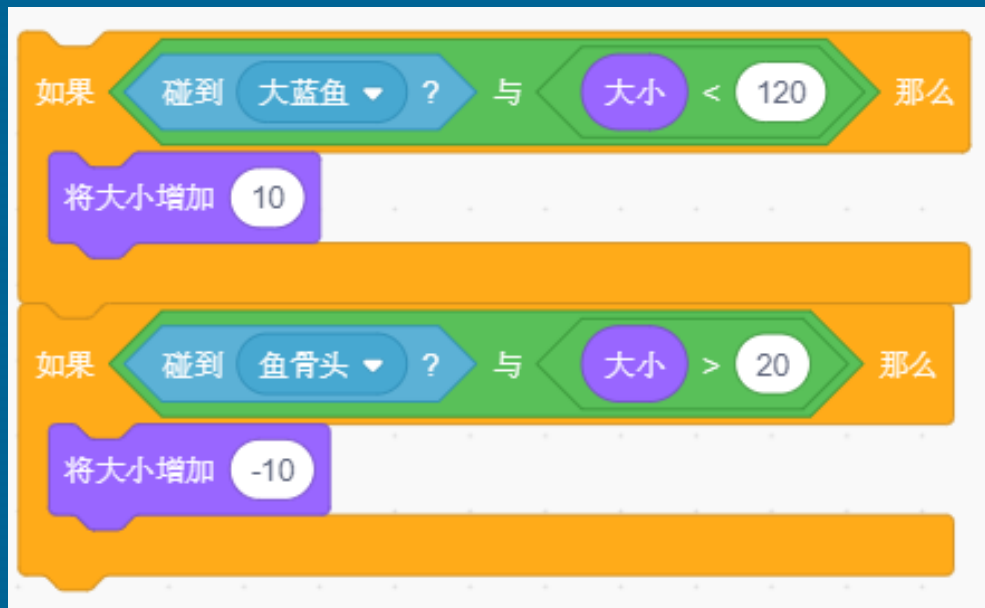 如果 碰到 大蓝鱼 ? 与 大小 < 120 那么
将大小增加 10
如果 碰到 鱼骨头 ? 与 大小 > 20 那么
将大小增加 -10